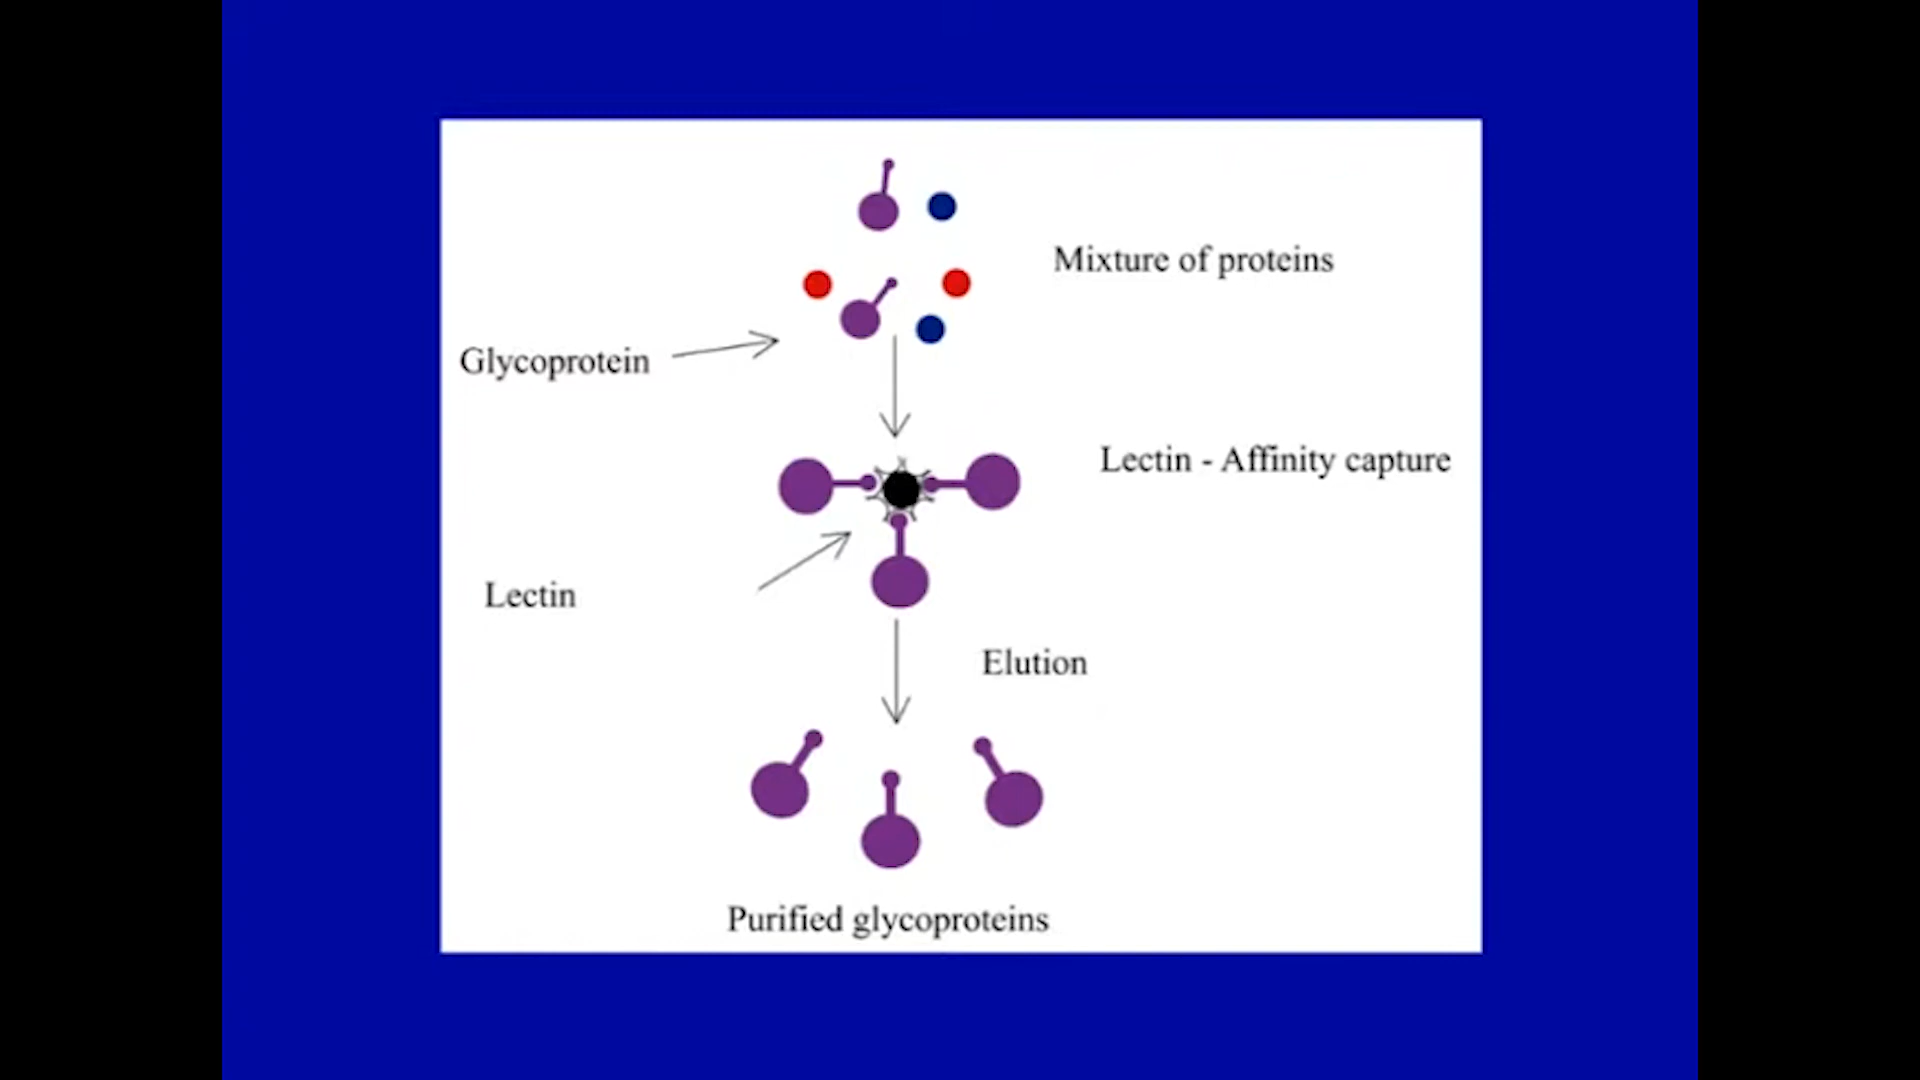 Mixture of proteins
Glycoprotein
Lectin - Affinity capture
Lectin
Elution
Purified glycoproteins